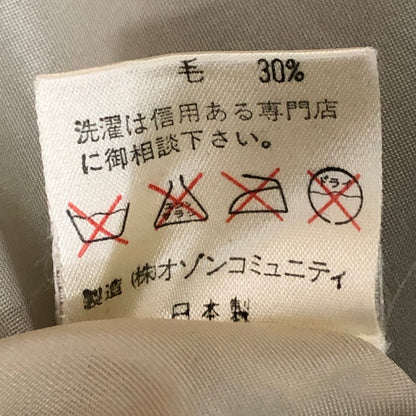 毛 30%
洗濯は信用ある専門店
に御相談下さい。
ドライ
製造 (株)オゾンコミュニティ
日本製